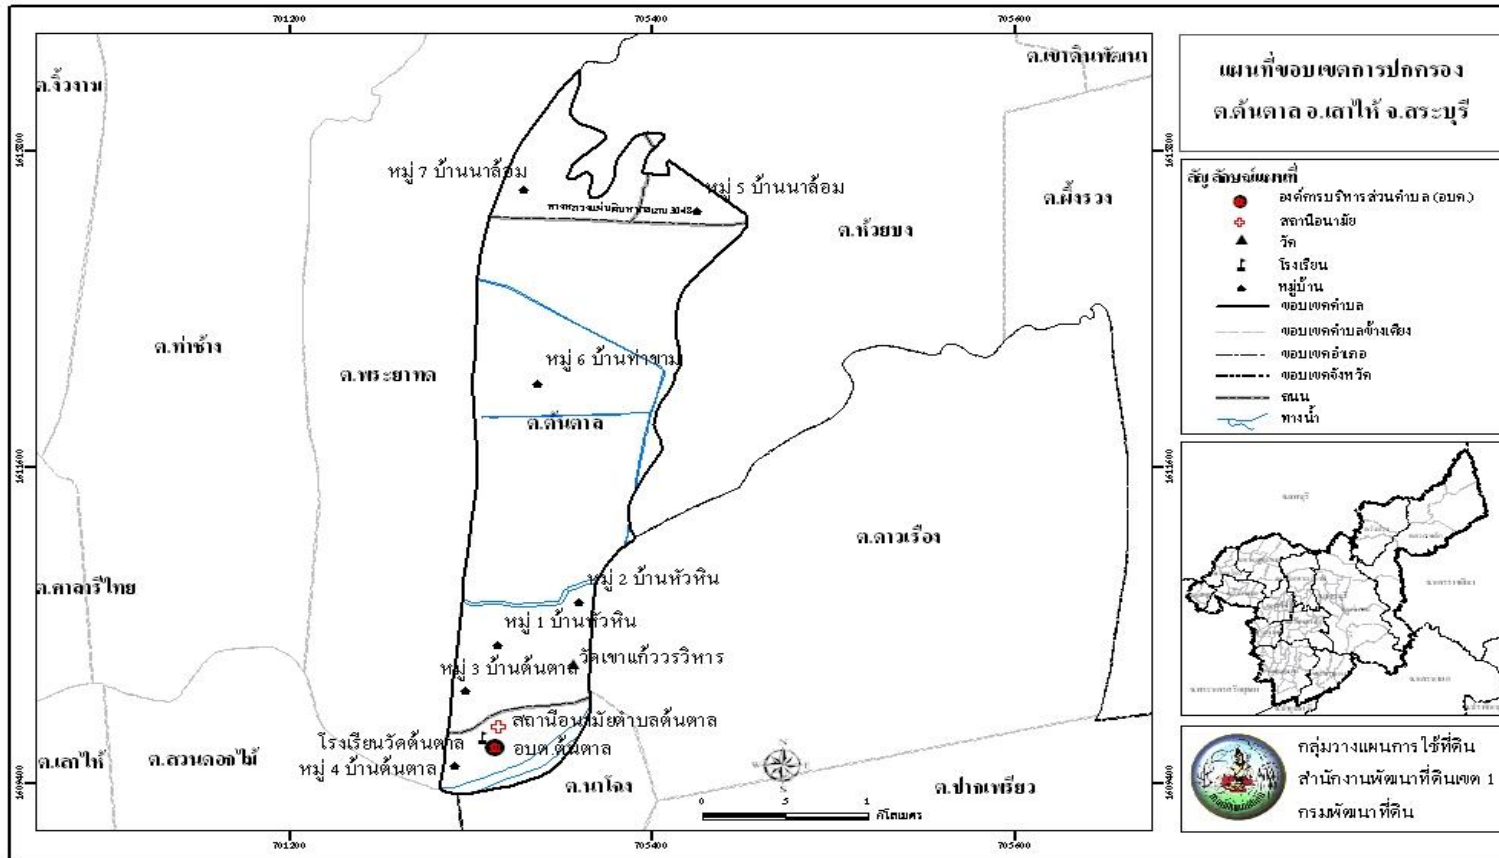 701200
705400
705600
ต.งิ้วงาม
ต.เขาดินพัฒนา
แผนที่ขอบเขตการปกครอง
ต.ต้นตาล อ.เสาไห้ จ.สระบุรี
หมู่ 7 บ้านนาล้อม
หมู่ 5 บ้านนาล้อม
3048
ต.ผึ้งรวง
ต.ห้วยบง
สัญลักษณ์แผนที่
องค์การบริหารส่วนตำบล (อบต.)
สถานีอนามัย
วัด
โรงเรียน
หมู่บ้าน
ขอบเขตตำบล
ขอบเขตตำบลข้างเคียง
ขอบเขตอำเภอ
ขอบเขตจังหวัด
ถนน
ทางน้ำ
ต.ท่าช้าง
ต.พระยาทด
หมู่ 6 บ้านท่าขาม
ต.ต้นตาล
1611600
1611600
ต.ดาวเรือง
ต.ศาลารีไทย
หมู่ 2 บ้านหัวหิน
หมู่ 1 บ้านหัวหิน
วัดเขาแก้ววรวิหาร
หมู่ 3 บ้านต้นตาล
สถานีอนามัยตำบลต้นตาล
โรงเรียนวัดต้นตาล
อบต.ต้นตาล
หมู่ 4 บ้านต้นตาล
ต.เสาไห้
ต.สวนดอกไม้
ต.นาโฉง
ต.ปากเพรียว
1609400
1609400
N
W
E
S
0
5
1
กิโลเมตร
กลุ่มวางแผนการใช้ที่ดิน
สำนักงานพัฒนาที่ดินเขต 1
กรมพัฒนาที่ดิน
701200
705400
705600